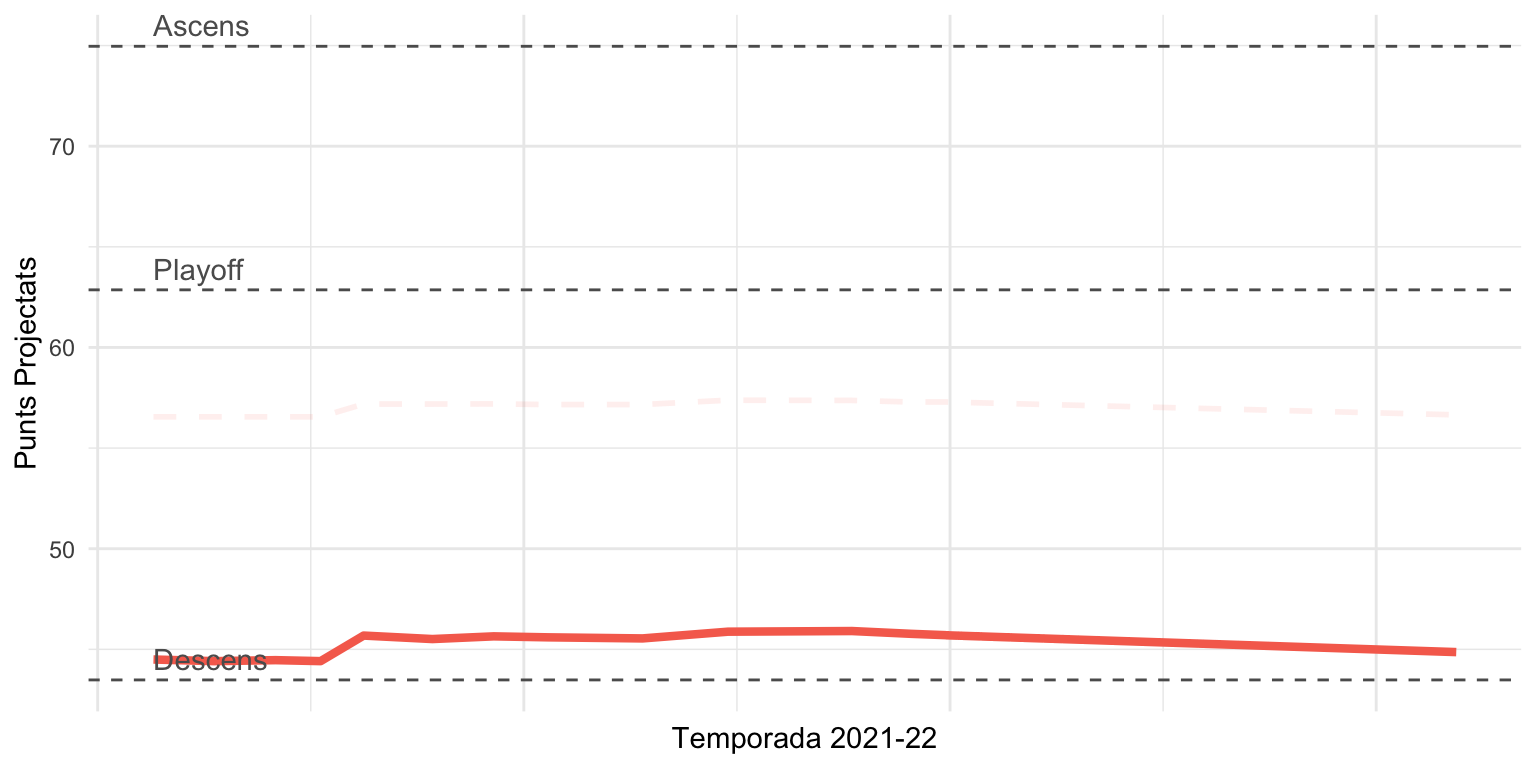 Ascens
70
Playoff
60
Punts Projectats
50
Descens
Temporada 2021-22